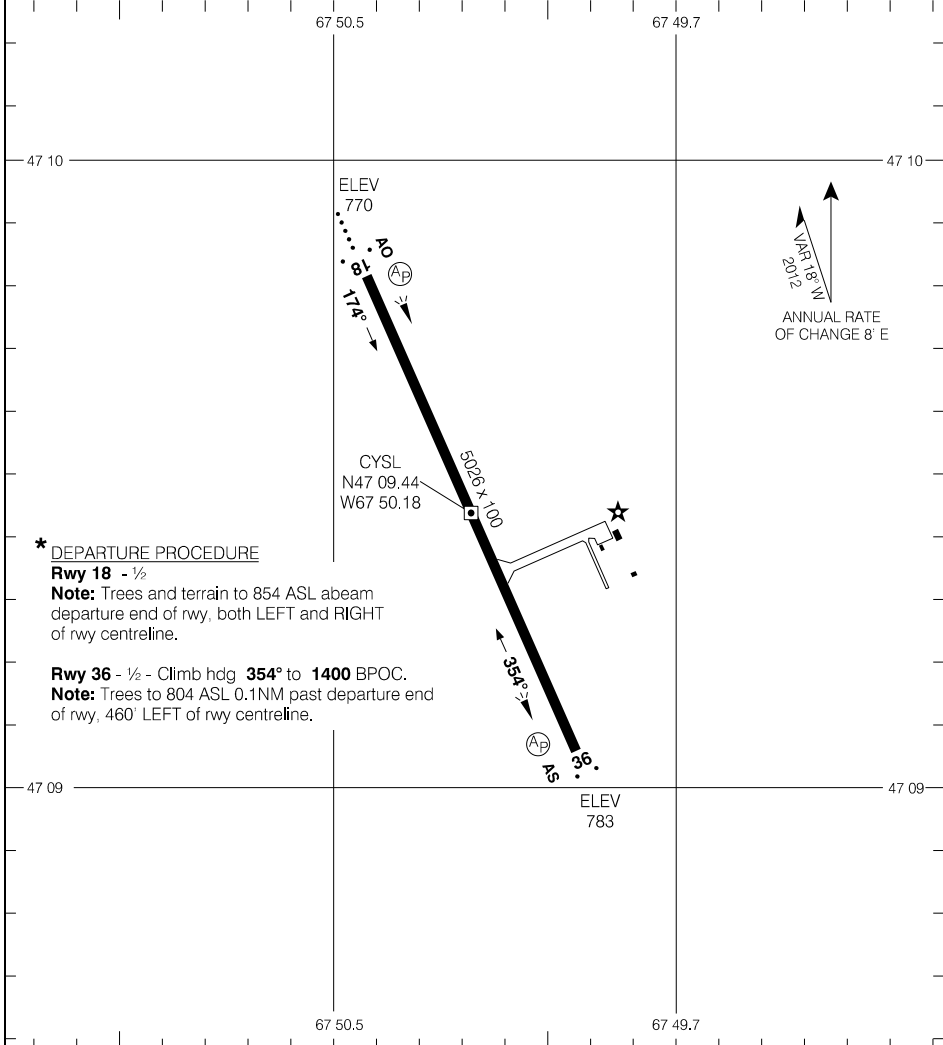 67 50.5
67 49.7
47 10
47 10
ELEV
770
AO
18
AP
174°
VAR 18° W
2012
ANNUAL RATE
OF CHANGE 8' E
CYSL
N47 09.44
W67 50.18
5026 x 100
* DEPARTURE PROCEDURE
Rwy 18 - ½
Note: Trees and terrain to 854 ASL abeam
departure end of rwy, both LEFT and RIGHT
of rwy centreline.
Rwy 36 - ½ - Climb hdg 354° to 1400 BPOC.
Note: Trees to 804 ASL 0.1NM past departure end
of rwy, 460' LEFT of rwy centreline.
354°
AP
AS
36
47 09
47 09
ELEV
783
67 50.5
67 49.7